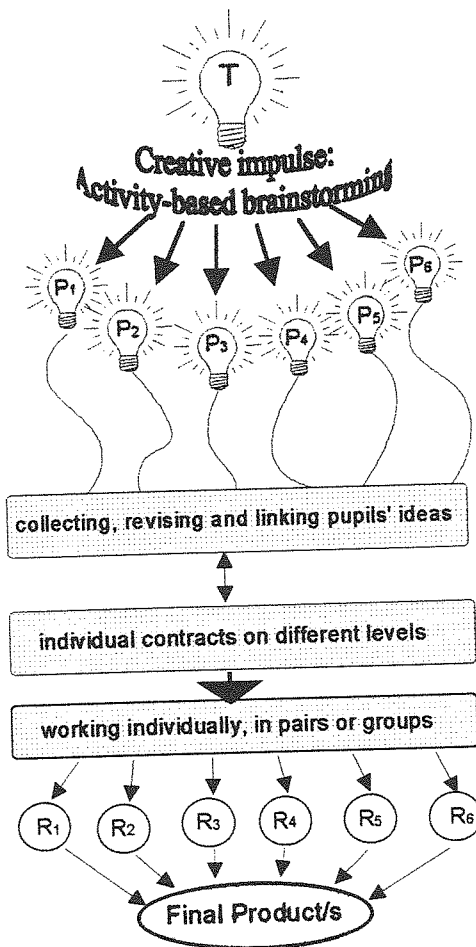 T
Creative impulse:
Activity-based brainstorming
P1
P2
P3
P4
P5
P6
collecting, revising and linking pupils' ideas
individual contracts on different levels
working individually, in pairs or groups
R1
R2
R3
R4
R5
R6
Final Product/s